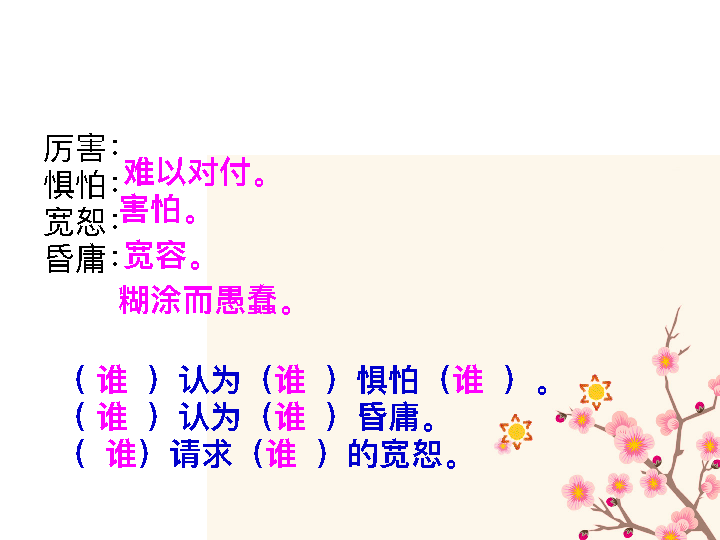 厉害：
难以对付。
惧怕：
害怕。
宽恕：
宽容。
昏庸：
糊涂而愚蠢。
（ 谁 ）认为（谁 ）惧怕（谁 ）。
（ 谁 ）认为（谁 ）昏庸。
（ 谁）请求（谁 ）的宽恕。